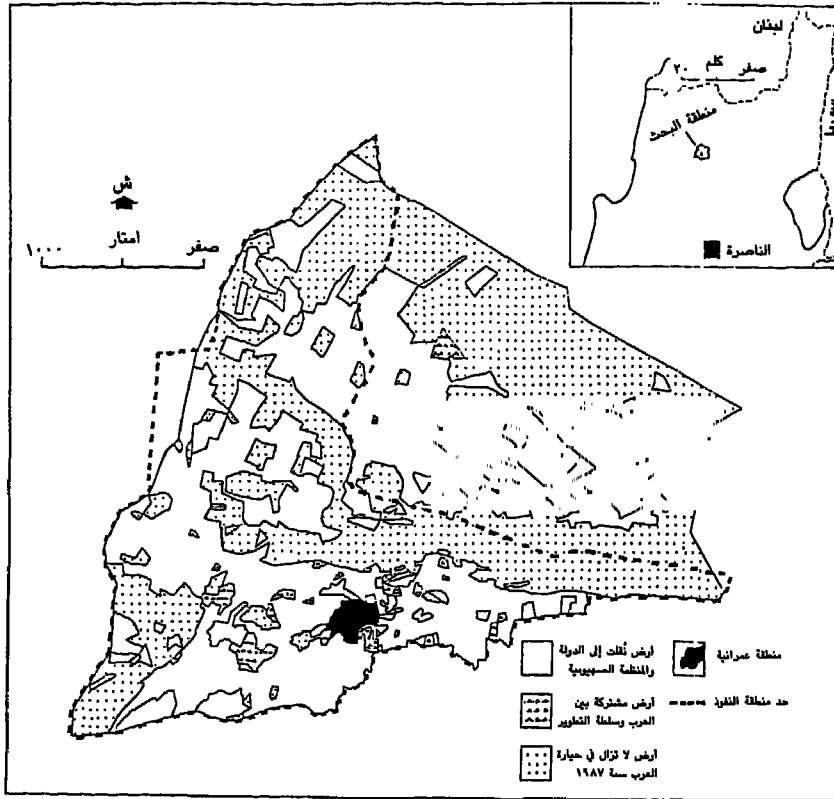 لبنان
صفر كلم ٢٠
منطقة البحث
الناصرة
ش
صفر أمتار ١٠٠٠
منطقة عمرانية
حد منطقة النفوذ
أرض نُقلت إلى الدولة
والمنظمة الصهيونية
أرض مشتركة بين
العرب وسلطة التطوير
أرض لا تزال في حيازة
العرب سنة ١٩٨٧